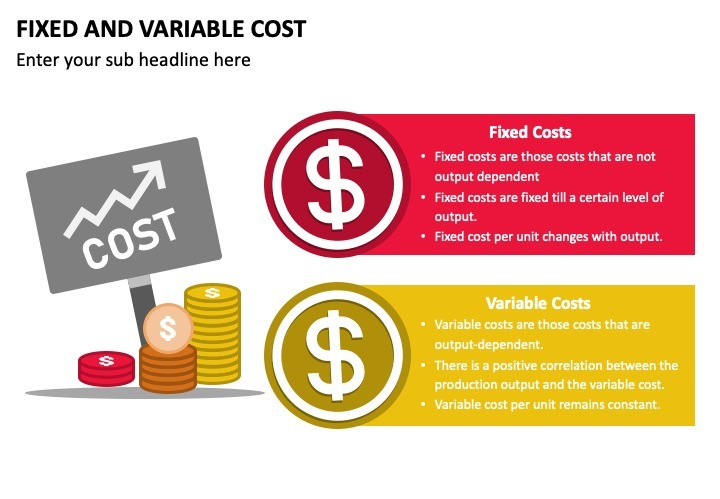 FIXED AND VARIABLE COST
Enter your sub headline here
COST
$
$
$
$
$
Fixed Costs
• Fixed costs are those costs that are not
output dependent
• Fixed costs are fixed till a certain level of
output.
• Fixed cost per unit changes with output.
Variable Costs
• Variable costs are those costs that are
output-dependent.
• There is a positive correlation between the
production output and the variable cost.
• Variable cost per unit remains constant.